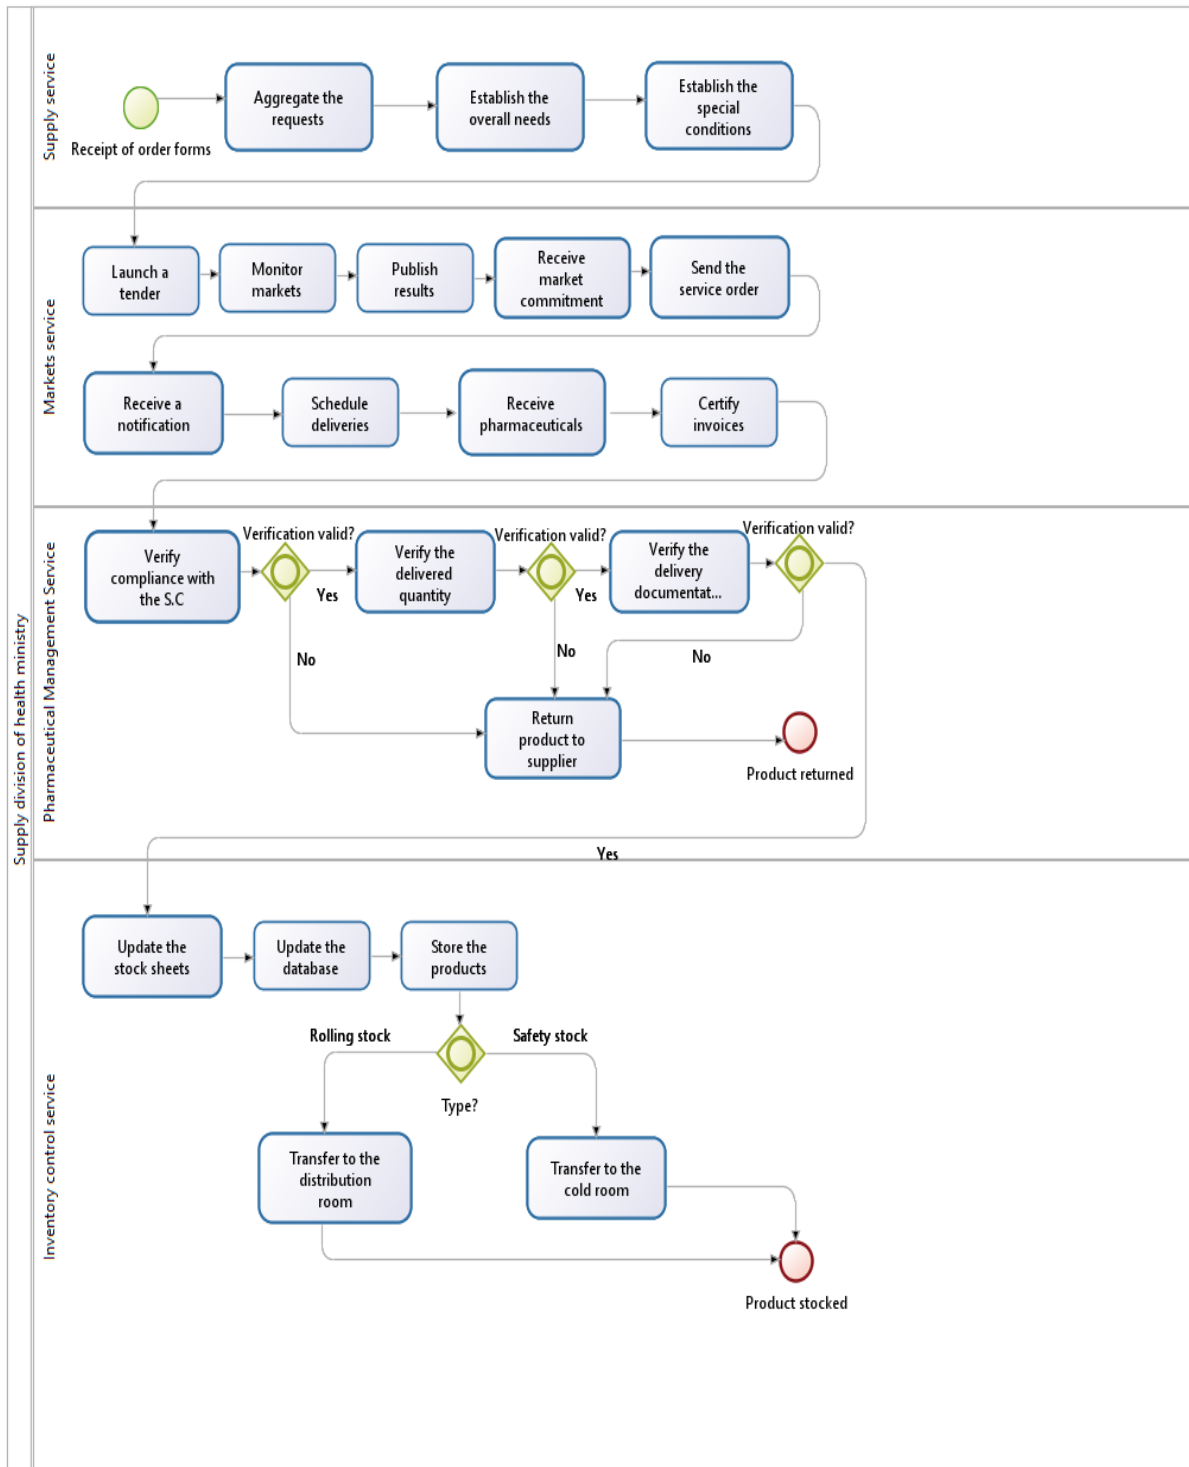 Supply division of health ministry
Supply service
Receipt of order forms
Aggregate the
requests
Establish the
overall needs
Establish the
special
conditions
Markets service
Launch a
tender
Monitor
markets
Publish
results
Receive
market
commitment
Send the
service order
Receive a
notification
Schedule
deliveries
Receive
pharmaceuticals
Certify
invoices
Pharmaceutical Management Service
Verify
compliance with
the S.C
Verification valid?
Yes
No
Verify the
delivered
quantity
Verification valid?
Yes
No
Verify the
delivery
documentat...
Verification valid?
No
Return
product to
supplier
Product returned
Yes
Inventory control service
Update the
stock sheets
Update the
database
Store the
products
Rolling stock
Safety stock
Type?
Transfer to the
distribution
room
Transfer to the
cold room
Product stocked